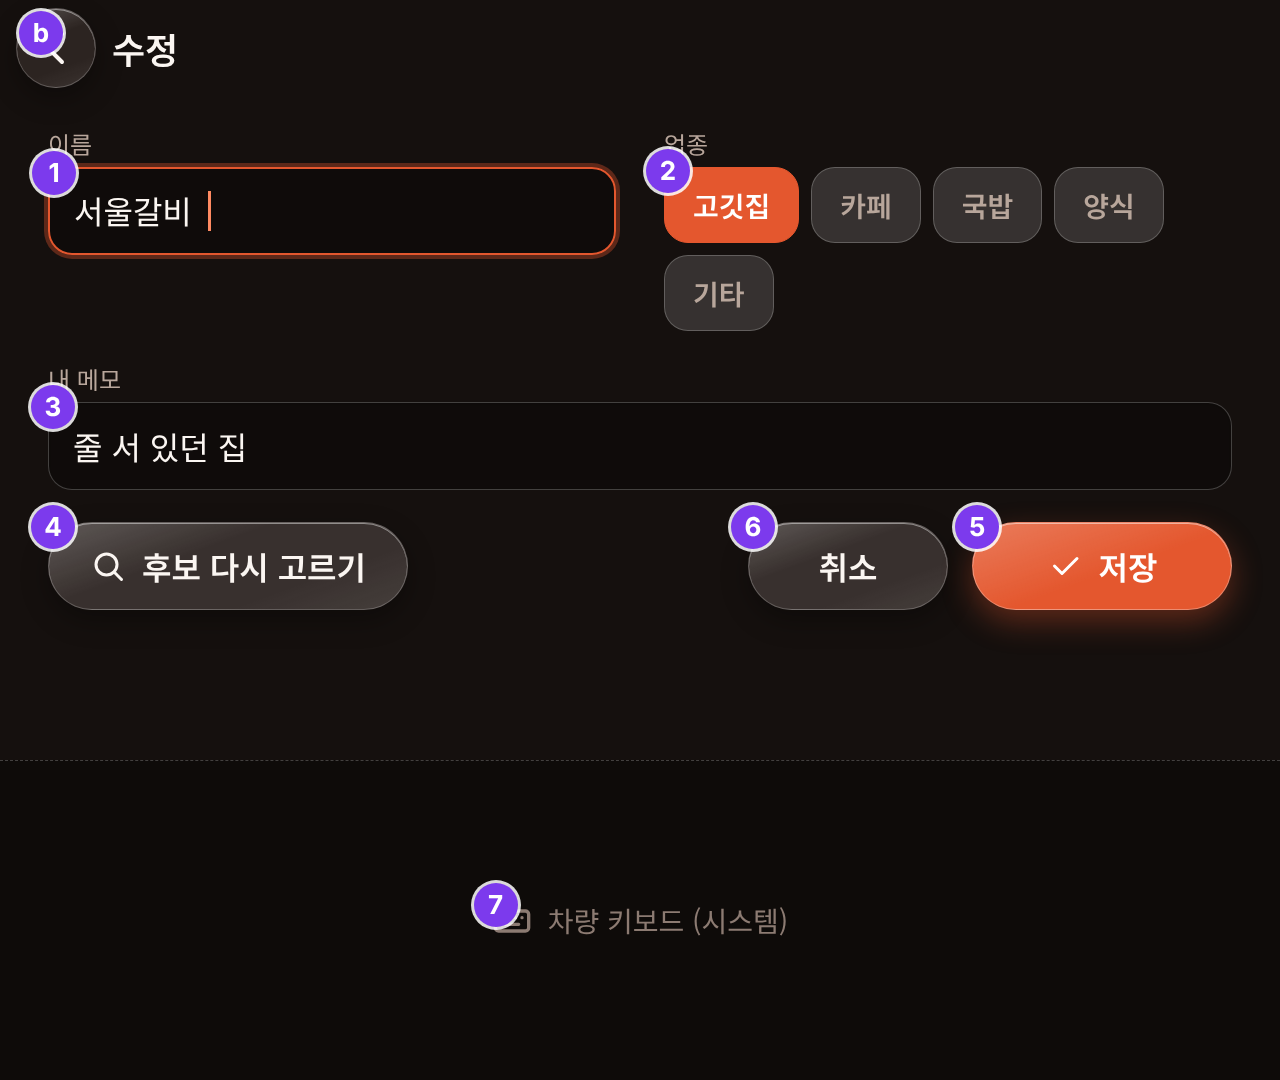 b 수정
이름
업종
1 서울갈비
2 고깃집 카페 국밥 양식
기타
내 메모
3 줄 서 있던 집
4 후보 다시 고르기
6 취소
5 저장
7 차량 키보드 (시스템)